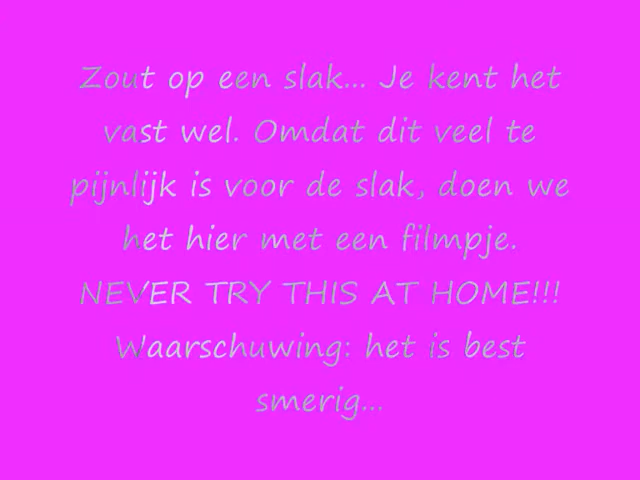 Zout op een slak... Je kent het
vast wel. Omdat dit veel te
pijnlijk is voor de slak, doen we
het hier met een filmpje.
NEVER TRY THIS AT HOME!!!
Waarschuwing: het is best
smerig...